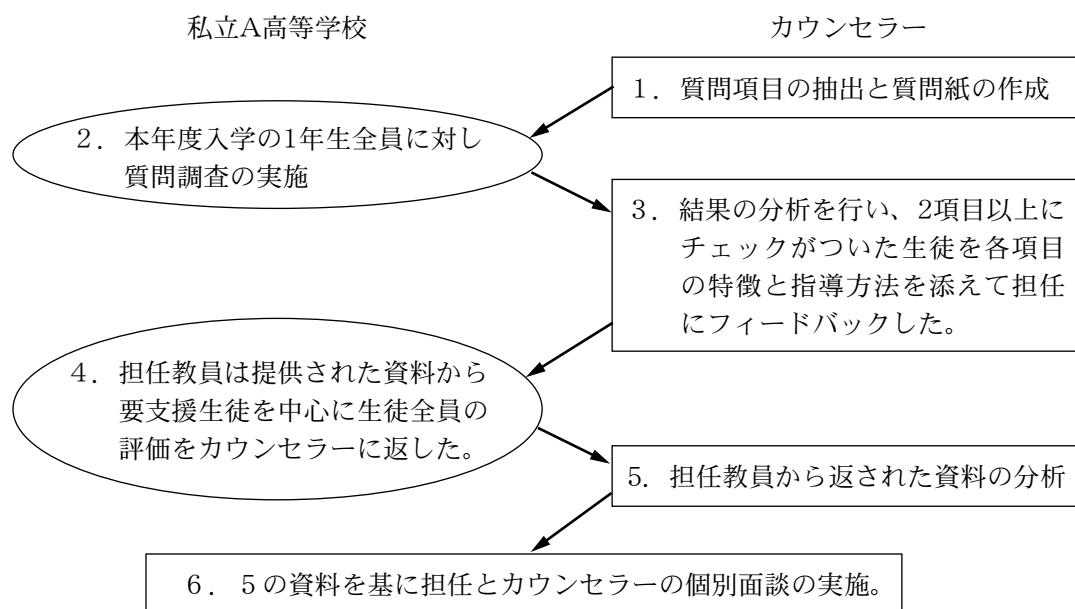 私立A高等学校
カウンセラー
1．質問項目の抽出と質問紙の作成
2．本年度入学の1年生全員に対し
質問調査の実施
3．結果の分析を行い、2項目以上に
チェックがついた生徒を各項目
の特徴と指導方法を添えて担任
にフィードバックした。
4．担任教員は提供された資料から
要支援生徒を中心に生徒全員の
評価をカウンセラーに返した。
5．担任教員から返された資料の分析
6．5の資料を基に担任とカウンセラーの個別面談の実施。